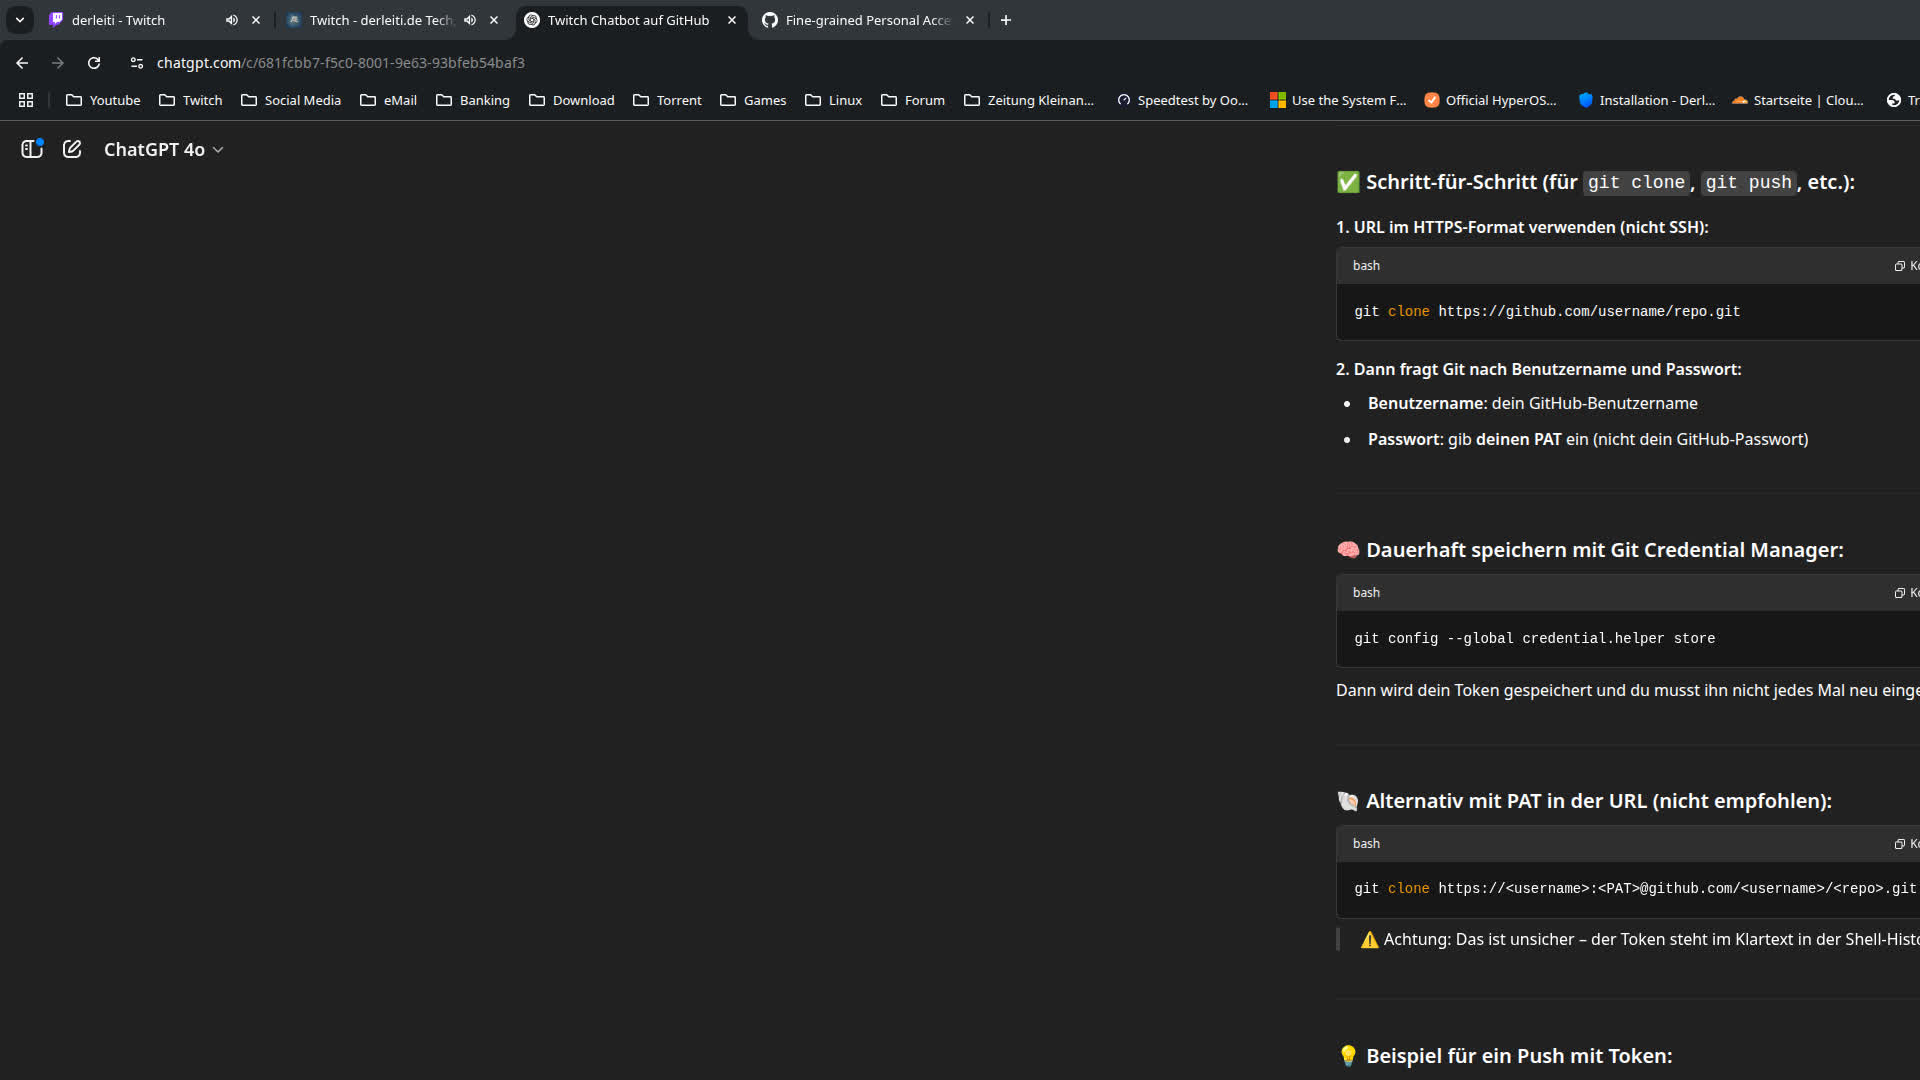 derleiti - Twitch
Twitch - derleiti.de Tech
Twitch Chatbot auf GitHub
Fine-grained Personal Acce
chatgpt.com/c/681fcbb7-f5c0-8001-9e63-93bfeb54baf3
Youtube
Twitch
Social Media
eMail
Banking
Download
Torrent
Games
Linux
Forum
Zeitung Kleinan...
Speedtest by Oo...
Use the System F...
Official HyperOS...
Installation - Derl...
Startseite | Clou...
Tr
ChatGPT 4o
✅ Schritt-für-Schritt (für git clone, git push, etc.):
1. URL im HTTPS-Format verwenden (nicht SSH):
bash
Ko
git clone https://github.com/username/repo.git
2. Dann fragt Git nach Benutzername und Passwort:
• Benutzername: dein GitHub-Benutzername
• Passwort: gib deinen PAT ein (nicht dein GitHub-Passwort)
🧠 Dauerhaft speichern mit Git Credential Manager:
bash
Ko
git config --global credential.helper store
Dann wird dein Token gespeichert und du musst ihn nicht jedes Mal neu einge
🐚 Alternativ mit PAT in der URL (nicht empfohlen):
bash
Ko
git clone https://<username>:<PAT>@github.com/<username>/<repo>.git
⚠️ Achtung: Das ist unsicher – der Token steht im Klartext in der Shell-Histo
💡 Beispiel für ein Push mit Token: